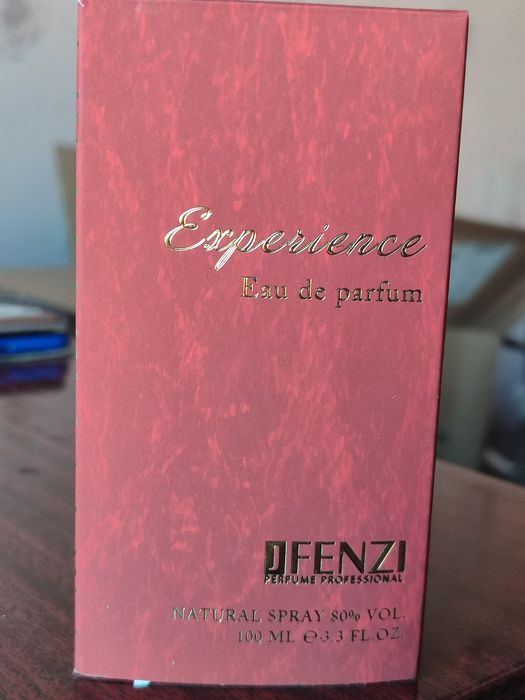 Experience
Eau de parfum
JFENZI
PERFUME PROFESSIONAL
NATURAL SPRAY 80% VOL.
100 ML ℮ 3.3 FL.OZ.